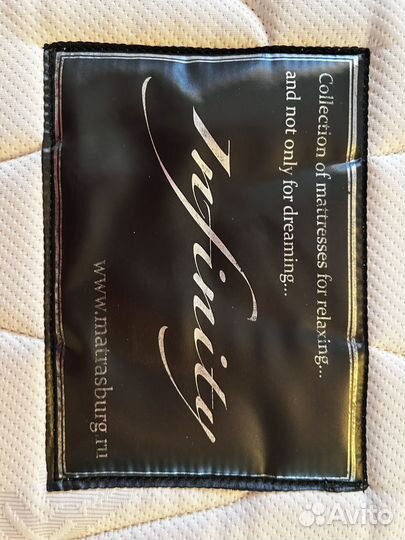 Collection of mattresses for relaxing...
and not only for dreaming...
Infinity
www.matrasburg.ru
Avito